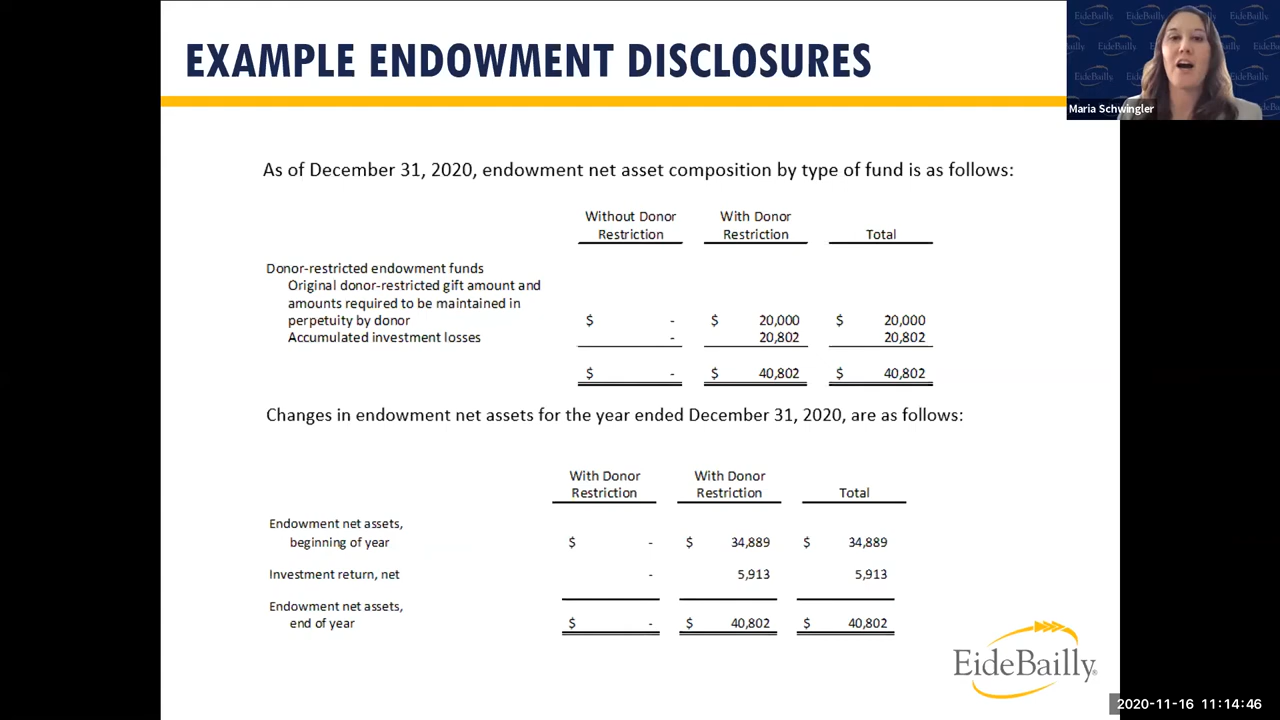 EXAMPLE ENDOWMENT DISCLOSURES
EideBailly
EideBailly
EideBailly
EideBailly
EideBailly
EideBailly
Maria Schwingler
As of December 31, 2020, endowment net asset composition by type of fund is as follows:
Without Donor With Donor
Restriction Restriction Total
Donor-restricted endowment funds
Original donor-restricted gift amount and
amounts required to be maintained in
perpetuity by donor $ - $ 20,000 $ 20,000
Accumulated investment losses - 20,802 20,802
$ - $ 40,802 $ 40,802
Changes in endowment net assets for the year ended December 31, 2020, are as follows:
With Donor With Donor
Restriction Restriction Total
Endowment net assets,
beginning of year $ - $ 34,889 $ 34,889
Investment return, net - 5,913 5,913
Endowment net assets,
end of year $ - $ 40,802 $ 40,802
EideBailly®
2020-11-16 11:14:46